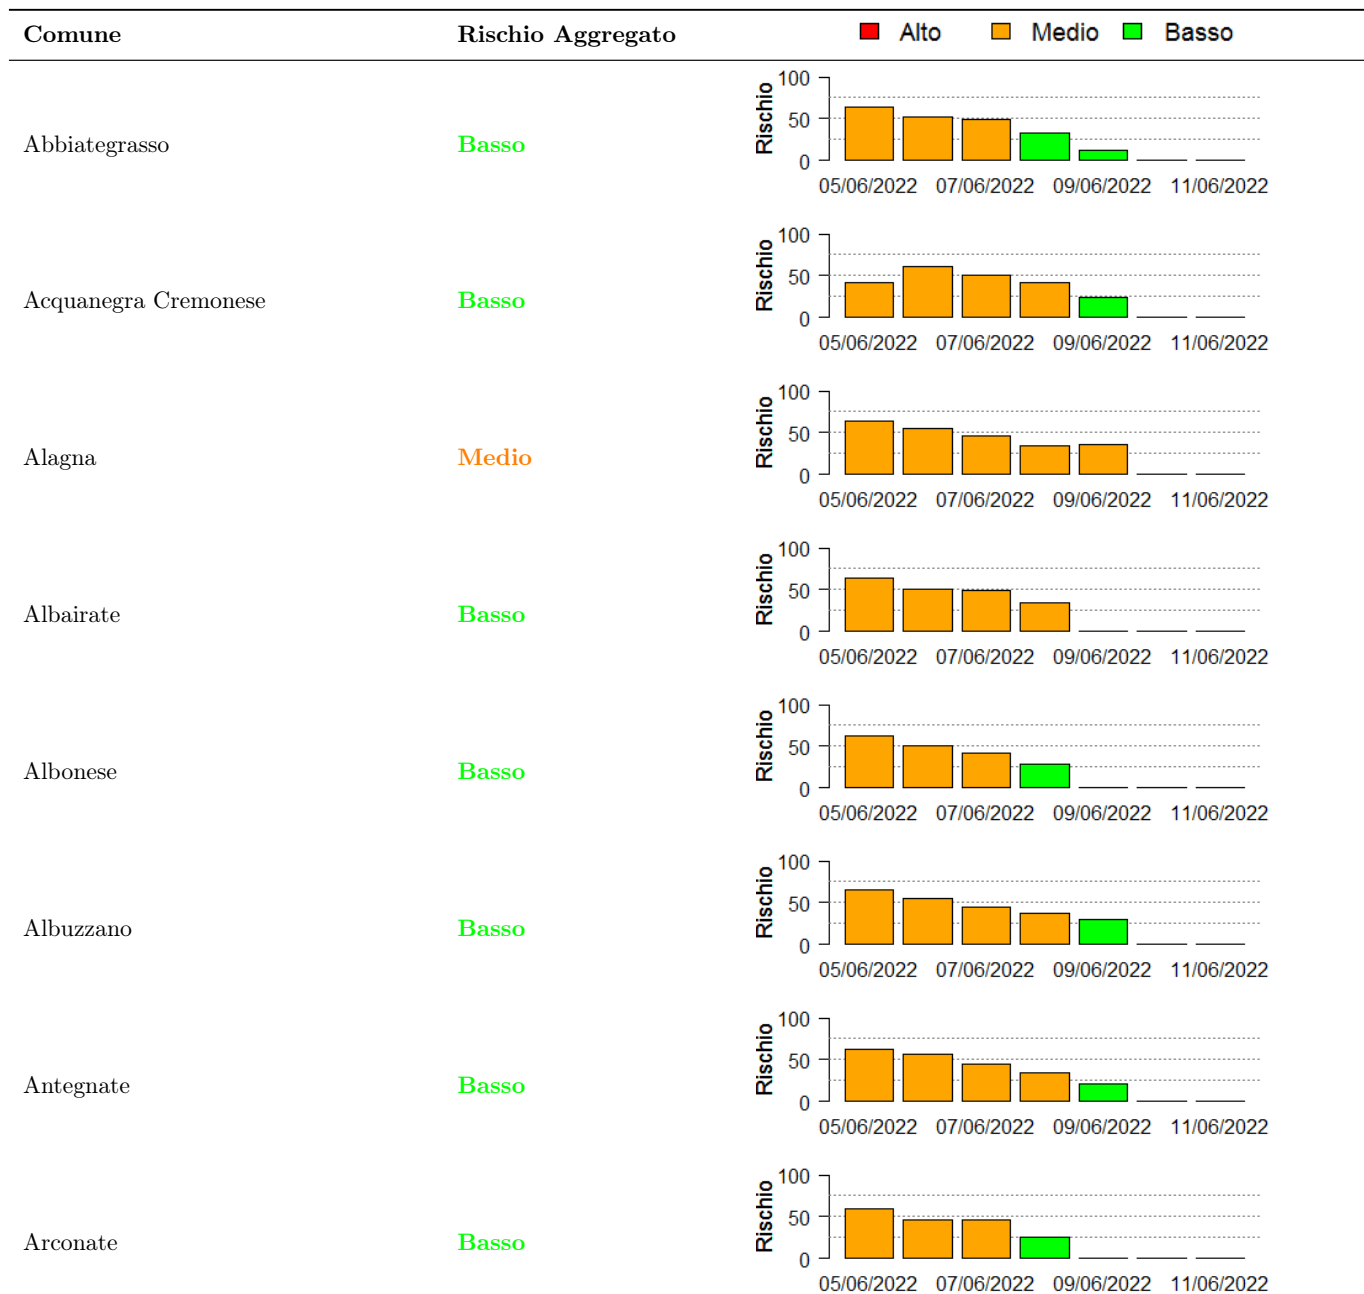 Comune Rischio Aggregato Alto Medio Basso
100
50
0
Rischio
Abbiategrasso Basso
05/06/2022 07/06/2022 09/06/2022 11/06/2022
100
50
0
Rischio
Acquanegra Cremonese Basso
05/06/2022 07/06/2022 09/06/2022 11/06/2022
100
50
0
Rischio
Alagna Medio
05/06/2022 07/06/2022 09/06/2022 11/06/2022
100
50
0
Rischio
Albairate Basso
05/06/2022 07/06/2022 09/06/2022 11/06/2022
100
50
0
Rischio
Albonese Basso
05/06/2022 07/06/2022 09/06/2022 11/06/2022
100
50
0
Rischio
Albuzzano Basso
05/06/2022 07/06/2022 09/06/2022 11/06/2022
100
50
0
Rischio
Antegnate Basso
05/06/2022 07/06/2022 09/06/2022 11/06/2022
100
50
0
Rischio
Arconate Basso
05/06/2022 07/06/2022 09/06/2022 11/06/2022